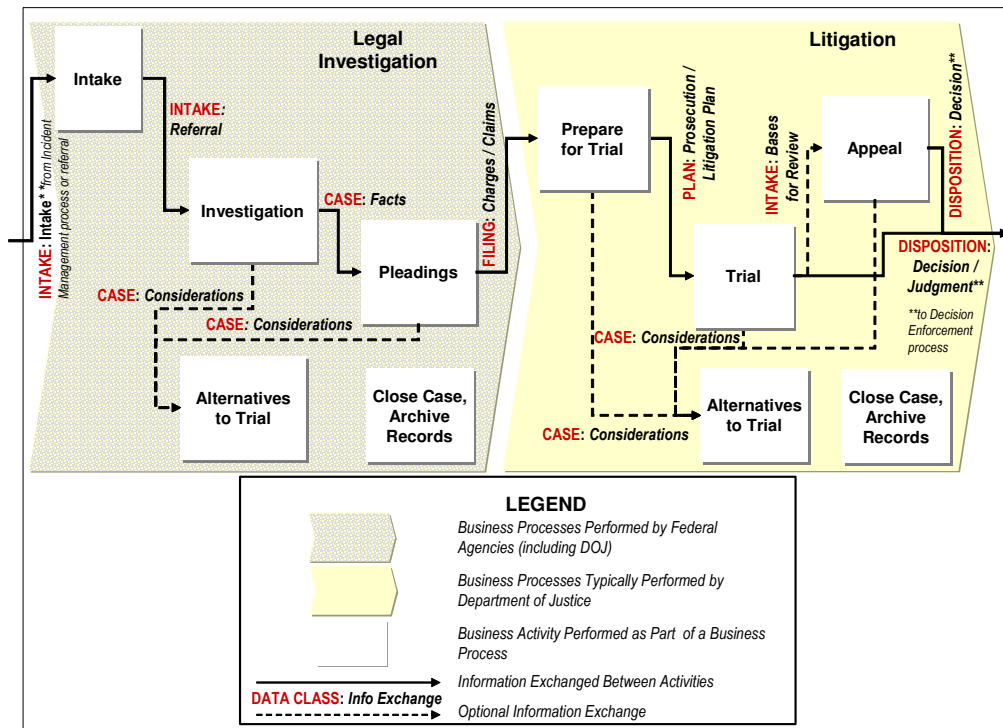 Legal
Investigation
Litigation
Intake
INTAKE: Intake* *from Incident
Management process or referral
INTAKE:
Referral
Investigation
CASE: Facts
Pleadings
FILING: Charges / Claims
CASE: Considerations
CASE: Considerations
Alternatives
to Trial
Close Case,
Archive
Records
Prepare
for Trial
PLAN: Prosecution /
Litigation Plan
INTAKE: Bases
for Review
Appeal
DISPOSITION: Decision**
Trial
DISPOSITION:
Decision /
Judgment**
**to Decision
Enforcement
process
CASE: Considerations
CASE: Considerations
Alternatives
to Trial
Close Case,
Archive
Records
LEGEND
Business Processes Performed by Federal
Agencies (including DOJ)
Business Processes Typically Performed by
Department of Justice
Business Activity Performed as Part of a Business
Process
Information Exchanged Between Activities
DATA CLASS: Info Exchange
Optional Information Exchange